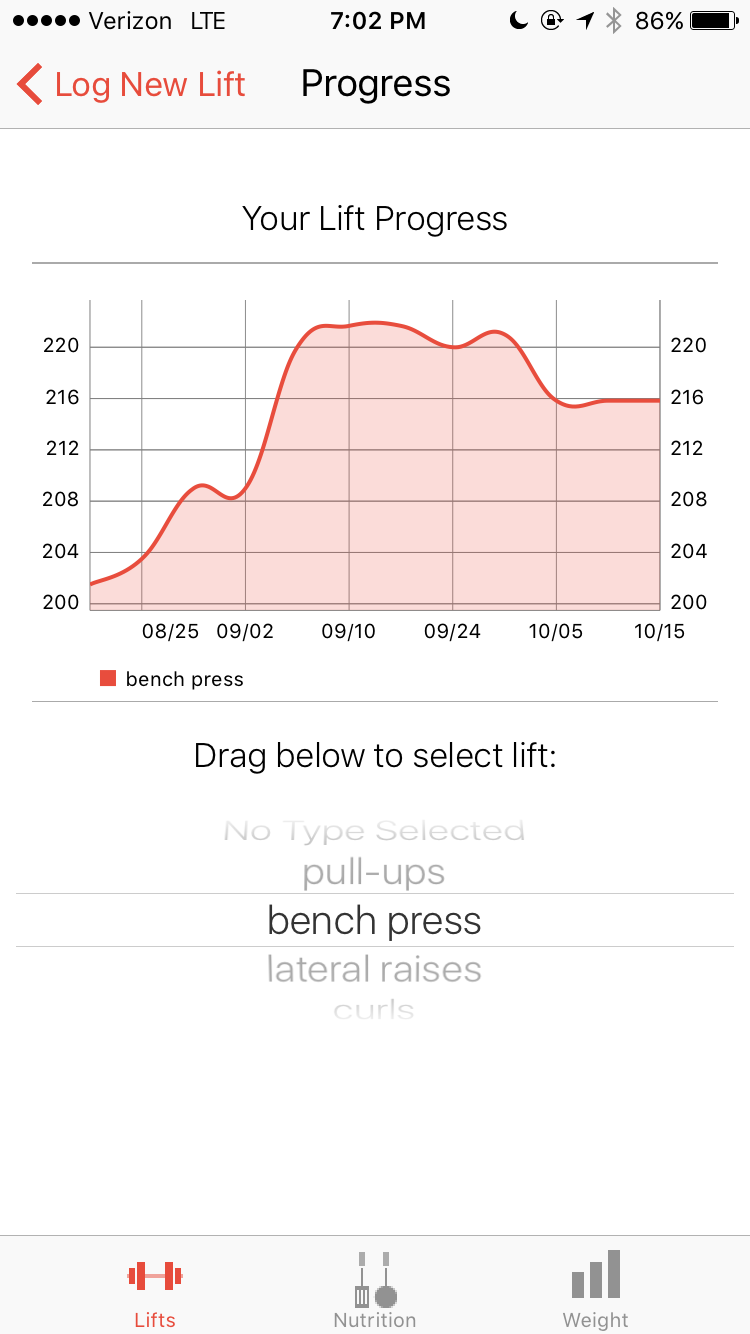 Verizon LTE 7:02 PM 86%
Log New Lift Progress
Your Lift Progress
220 220
216 216
212 212
208 208
204 204
200 200
08/25 09/02 09/10 09/24 10/05 10/15
bench press
Drag below to select lift:
No Type Selected
pull-ups
bench press
lateral raises
curls
Lifts Nutrition Weight